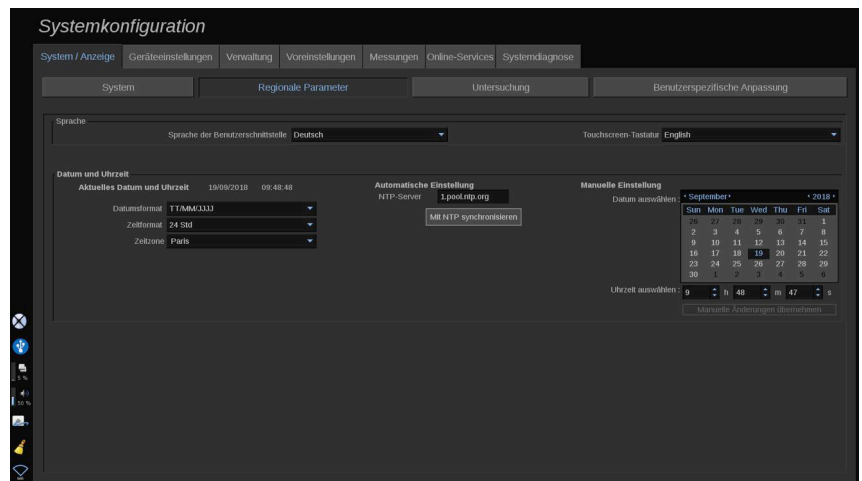 Systemkonfiguration
System / Anzeige Geräteeinstellungen Verwaltung Voreinstellungen Messungen Online-Services Systemdiagnose
System Regionale Parameter Untersuchung Benutzerspezifische Anpassung
Sprache
Sprache der Benutzerschnittstelle Deutsch Touchscreen-Tastatur English
Datum und Uhrzeit
Aktuelles Datum und Uhrzeit 19/09/2018 09:48:48 Automatische Einstellung Manuelle Einstellung
NTP-Server 1.pool.ntp.org Datum auswählen : September 2018
Datumsformat TT/MM/JJJJ Mit NTP synchronisieren
Zeitformat 24 Std
Zeitzone Paris
Sun Mon Tue Wed Thu Fri Sat
26 27 28 29 30 31 1
2 3 4 5 6 7 8
9 10 11 12 13 14 15
16 17 18 19 20 21 22
23 24 25 26 27 28 29
30 1 2 3 4 5 6
Uhrzeit auswählen : 9 h 48 m 47 s
Manuelle Änderungen übernehmen
5 %
50 %